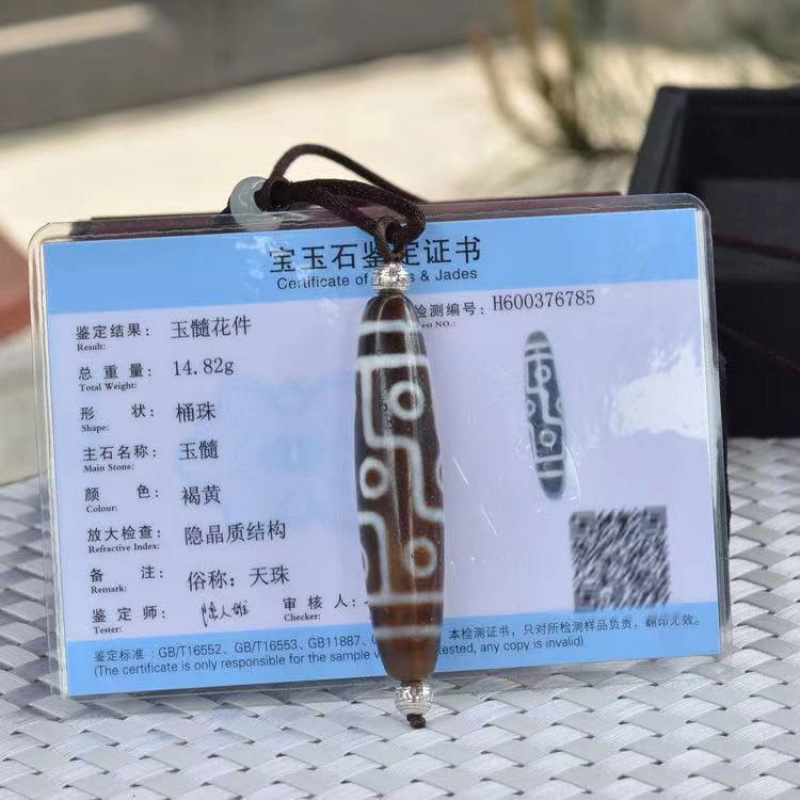 宝玉石鉴定证书
Certificate of & Jades
检测编号: H600376785
NO.:
鉴定结果: 玉髓花件
Result:
总重量: 14.82g
Total Weight:
形状: 桶珠
Shape:
主石名称: 玉髓
Main Stone:
颜色: 褐黄
Colour:
放大检查: 隐晶质结构
Refractive Index:
备注: 俗称: 天珠
Remark:
鉴定师: 审核人:
Tester: Checker:
鉴定标准:GB/T16552、GB/T16553、GB11887、 本检测证书,只对所检测样品负责,翻印无效。
(The certificate is only responsible for the sample tested, any copy is invalid)